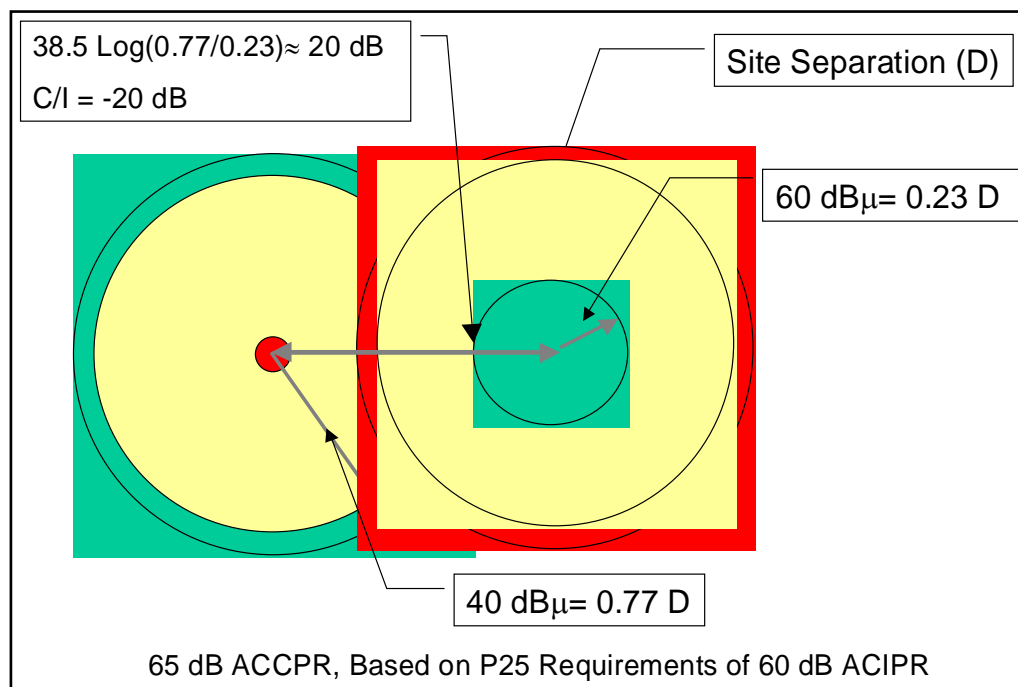 38.5 Log(0.77/0.23)≈ 20 dB
C/I = -20 dB
Site Separation (D)
60 dBμ= 0.23 D
40 dBμ= 0.77 D
65 dB ACCPR, Based on P25 Requirements of 60 dB ACIPR